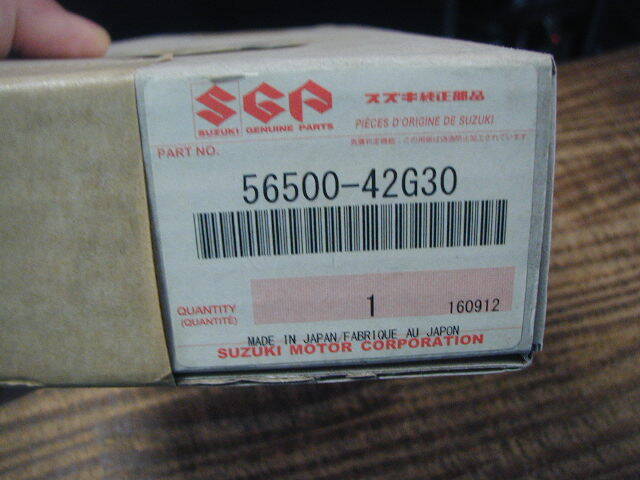 SGP スズキ純正部品
SUZUKI GENUINE PARTS PIÈCES D'ORIGINE DE SUZUKI
PART NO.
56500-42G30
QUANTITY 1 160912
(QUANTITÉ)
MADE IN JAPAN/FABRIQUE AU JAPON
SUZUKI MOTOR CORPORATION